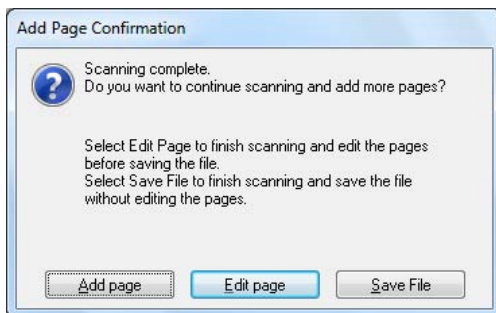 Add Page Confirmation
Scanning complete.
Do you want to continue scanning and add more pages?
Select Edit Page to finish scanning and edit the pages
before saving the file.
Select Save File to finish scanning and save the file
without editing the pages.
Add page
Edit page
Save File